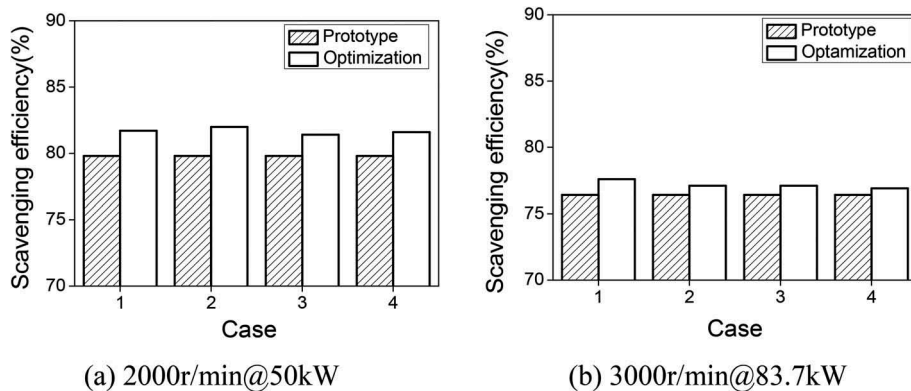 Scavenging efficiency(%)
90
85
80
75
70
Prototype
Optimization
1 2 3 4
Case
(a) 2000r/min@50kW
Scavenging efficiency(%)
90
85
80
75
70
Prototype
Optamization
1 2 3 4
Case
(b) 3000r/min@83.7kW